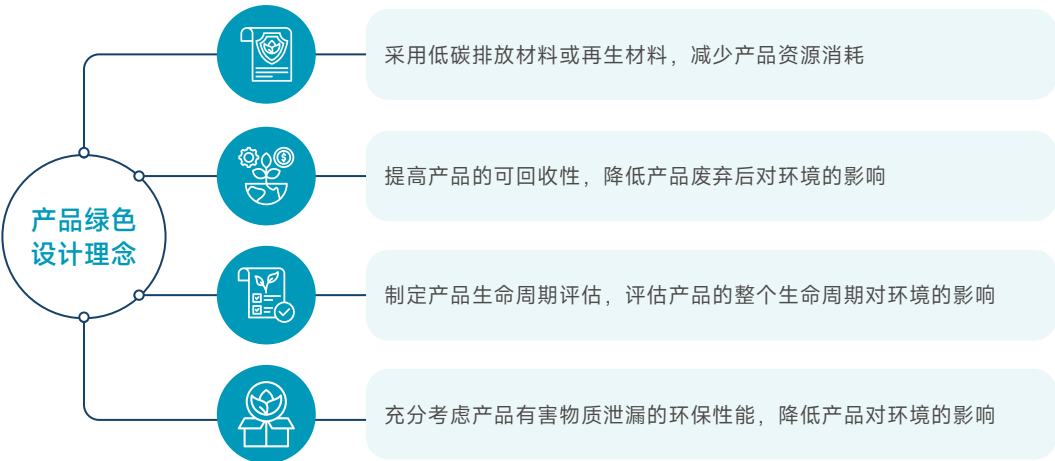 采用低碳排放材料或再生材料，减少产品资源消耗
提高产品的可回收性，降低产品废弃后对环境的影响
产品绿色
设计理念
制定产品生命周期评估，评估产品的整个生命周期对环境的影响
充分考虑产品有害物质泄漏的环保性能，降低产品对环境的影响